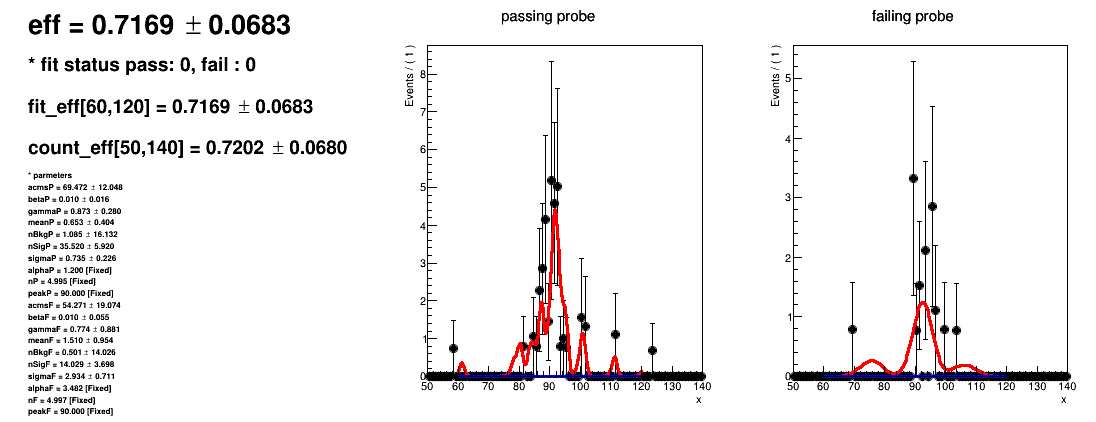 eff = 0.7169 ± 0.0683
* fit status pass: 0, fail : 0
fit_eff[60,120] = 0.7169 ± 0.0683
count_eff[50,140] = 0.7202 ± 0.0680
* parmeters
acmsP = 69.472 ± 12.048
betaP = 0.010 ± 0.016
gammaP = 0.873 ± 0.280
meanP = 0.653 ± 0.404
nBkgP = 1.085 ± 16.132
nSigP = 35.520 ± 5.920
sigmaP = 0.735 ± 0.226
alphaP = 1.200 [Fixed]
nP = 4.995 [Fixed]
peakP = 90.000 [Fixed]
acmsF = 54.271 ± 19.074
betaF = 0.010 ± 0.055
gammaF = 0.774 ± 0.881
meanF = 1.510 ± 0.954
nBkgF = 0.501 ± 14.026
nSigF = 14.029 ± 3.698
sigmaF = 2.934 ± 0.711
alphaF = 3.482 [Fixed]
nF = 4.997 [Fixed]
peakF = 90.000 [Fixed]
passing probe
Events / ( 1 )
8
7
6
5
4
3
2
1
0
50 60 70 80 90 100 110 120 130 140
x
failing probe
Events / ( 1 )
5
4
3
2
1
0
50 60 70 80 90 100 110 120 130 140
x